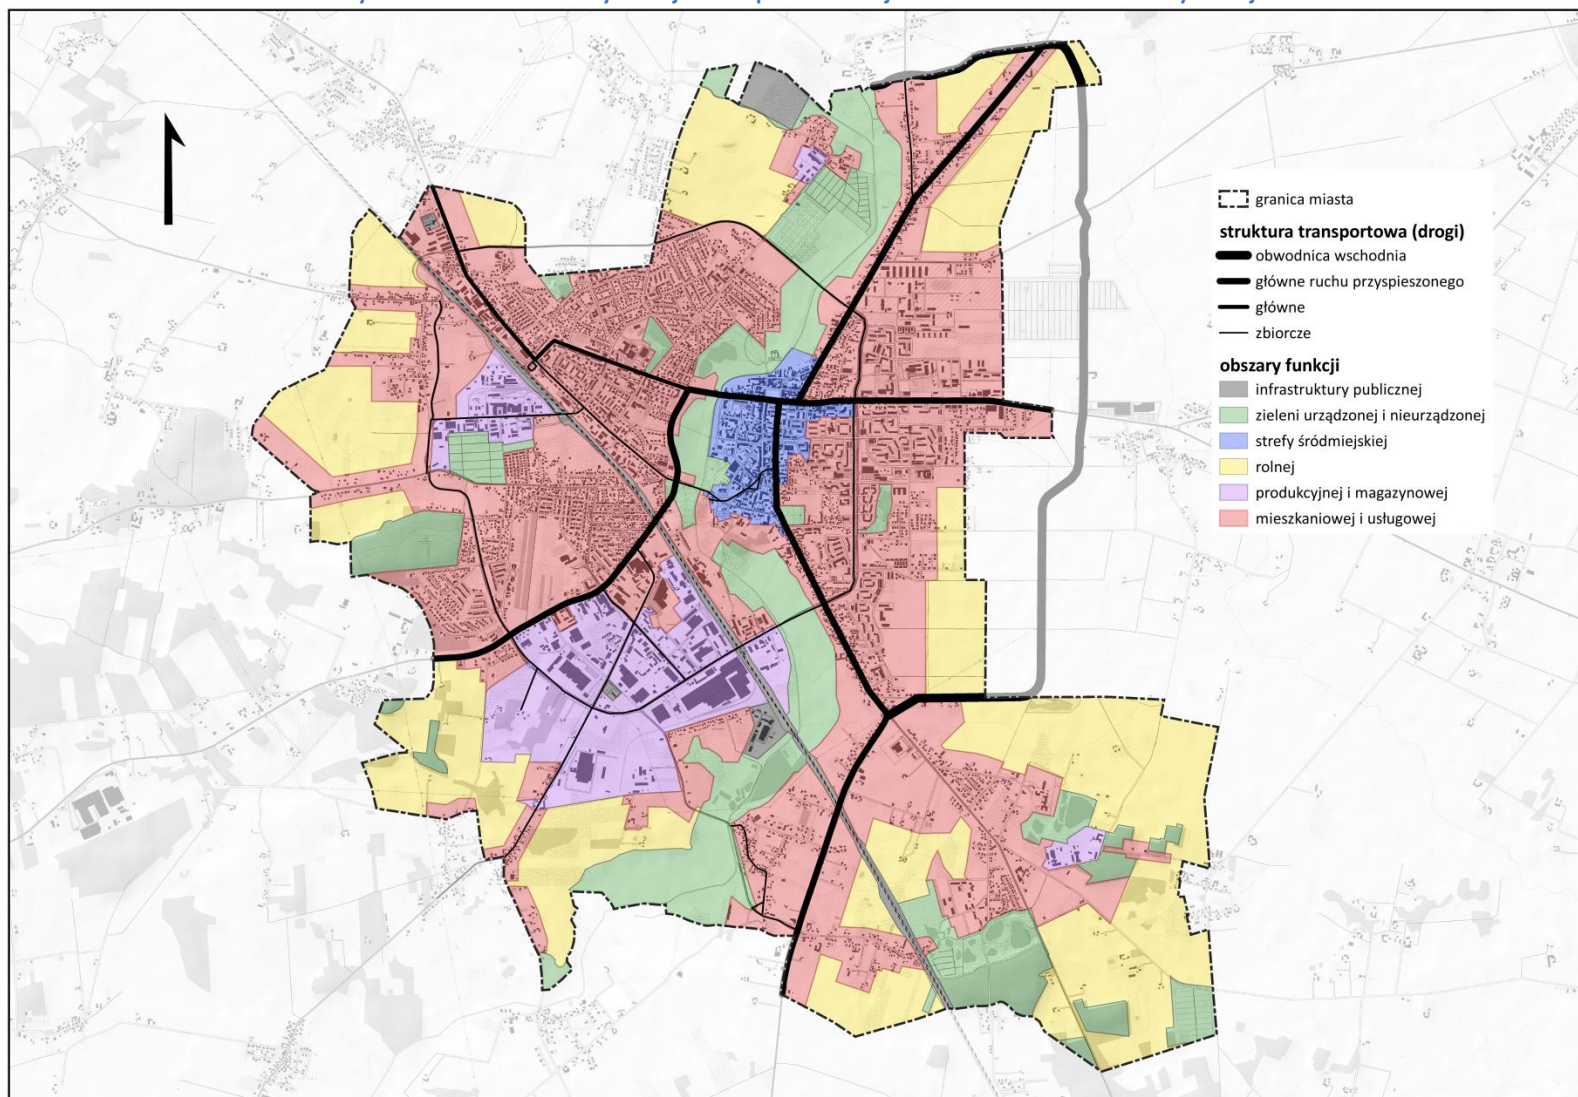 granica miasta
struktura transportowa (drogi)
obwodnica wschodnia
główne ruchu przyspieszonego
główne
zbiorcze
obszary funkcji
infrastruktury publicznej
zieleni urządzonej i nieurządzonej
strefy śródmiejskiej
rolnej
produkcyjnej i magazynowej
mieszkaniowej i usługowej